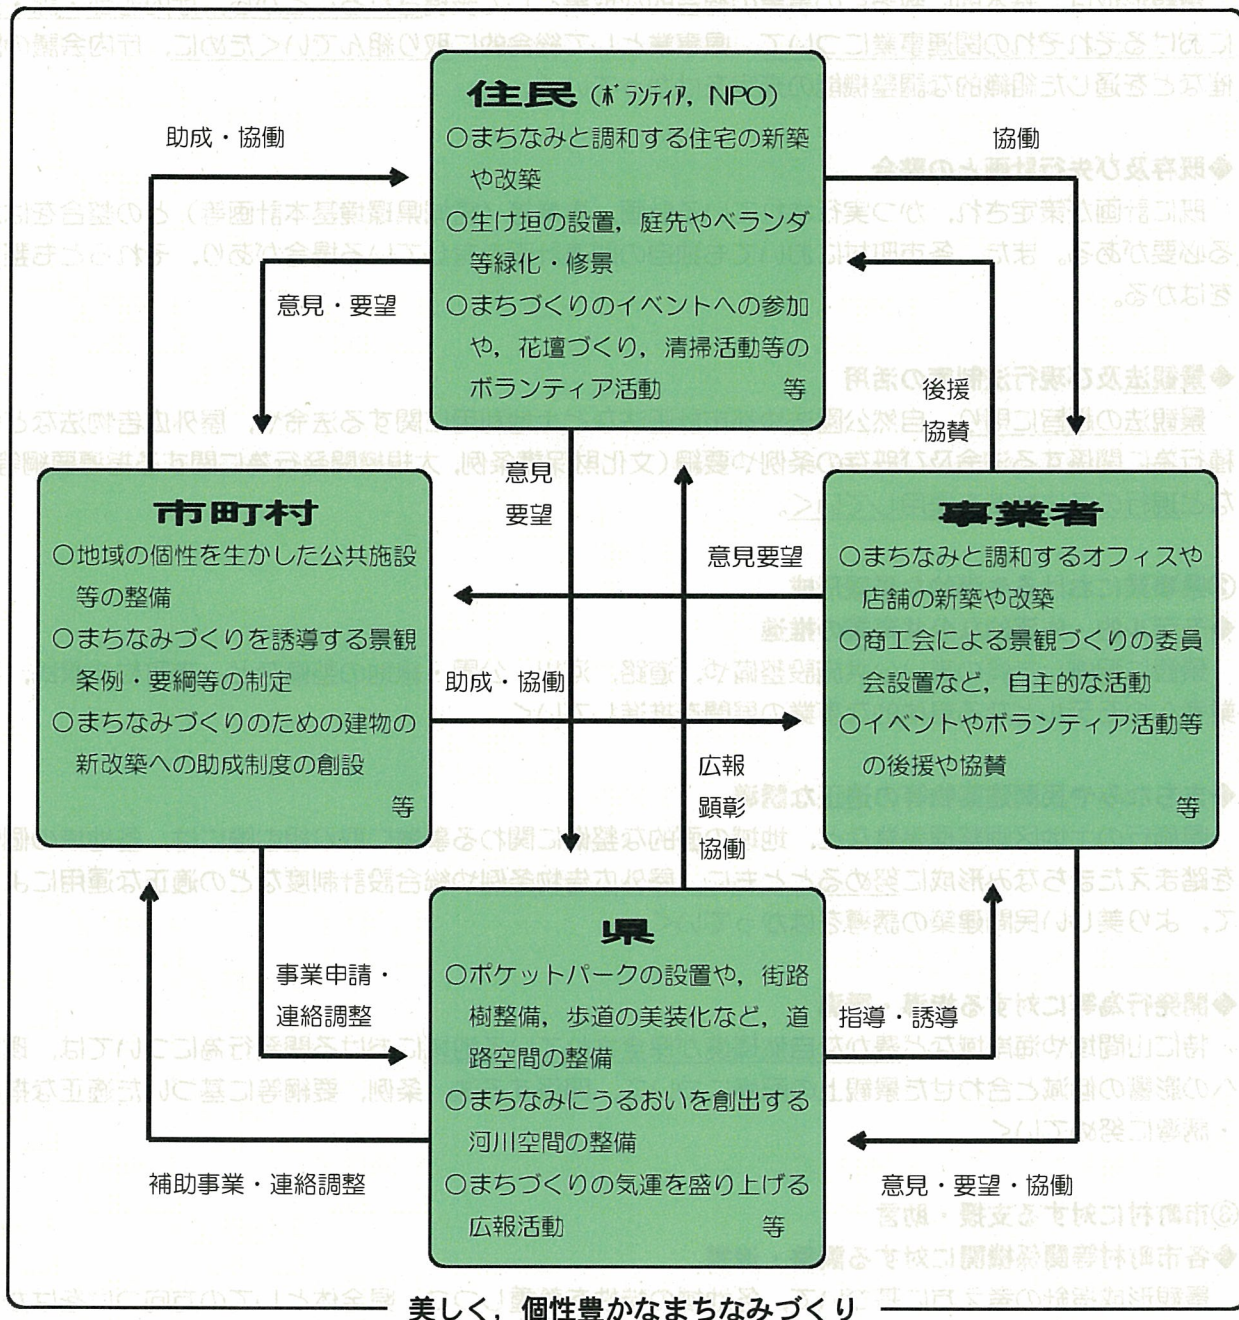 住民(ボランティア，NPO)
○まちなみと調和する住宅の新築
や改築
○生け垣の設置，庭先やベランダ
等緑化・修景
○まちづくりのイベントへの参加
や，花壇づくり，清掃活動等の
ボランティア活動 等
助成・協働
協働
意見・要望
後援
協賛
意見
要望
市町村
○地域の個性を生かした公共施設
等の整備
○まちなみづくりを誘導する景観
条例・要綱等の制定
○まちなみづくりのための建物の
新改築への助成制度の創設
等
意見要望
助成・協働
事業者
○まちなみと調和するオフィスや
店舗の新築や改築
○商工会による景観づくりの委員
会設置など，自主的な活動
○イベントやボランティア活動等
の後援や協賛
等
広報
顕彰
協働
県
○ポケットパークの設置や，街路
樹整備，歩道の美装化など，道
路空間の整備
○まちなみにうるおいを創出する
河川空間の整備
○まちづくりの気運を盛り上げる
広報活動 等
事業申請・
連絡調整
指導・誘導
補助事業・連絡調整
意見・要望・協働
美しく，個性豊かなまちなみづくり